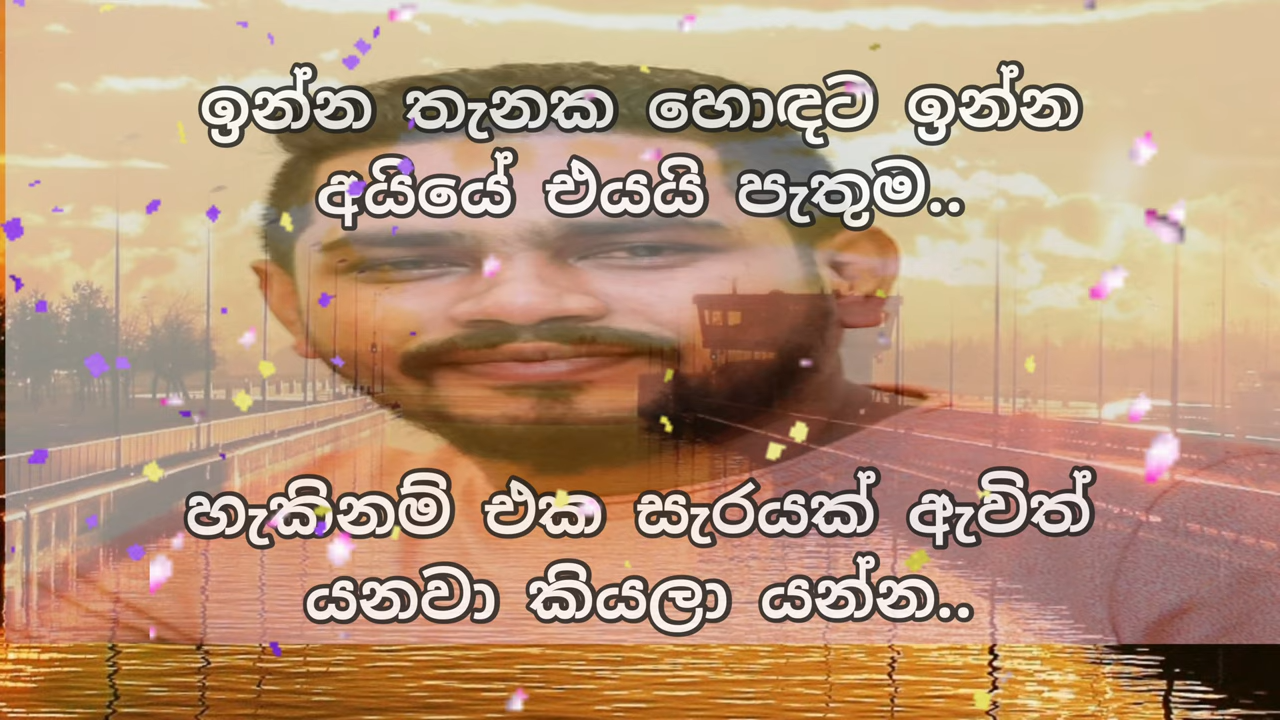 ඉන්න තැනක හොඳට ඉන්න
අයියේ එයයි පැතුම..
හැකිනම් එක සැරයක් ඇවිත්
යනවා කියලා යන්න..